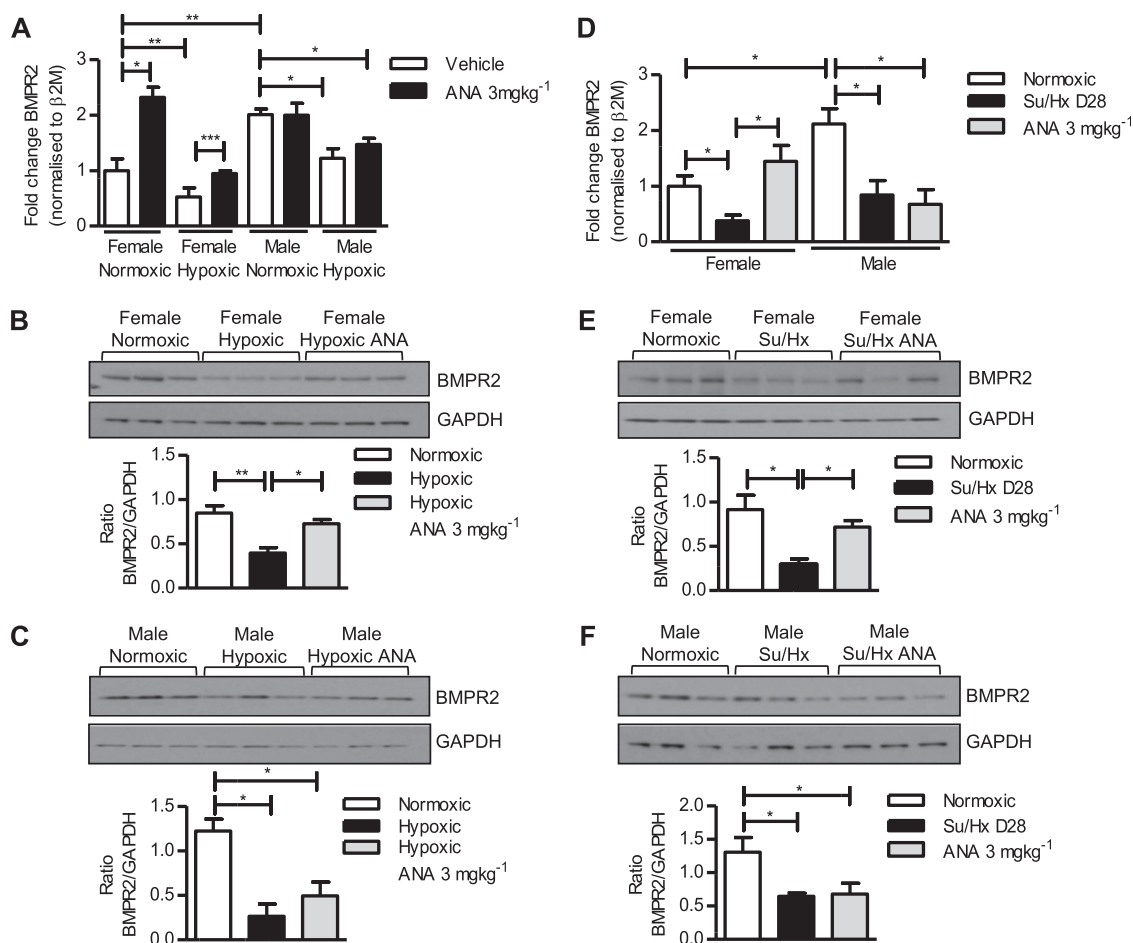 A
Fold change BMPR2
(normalised to β2M)
3
2
1
0
**
**
*
***
*
*
Vehicle
ANA 3mgkg-1
Female
Normoxic
Female
Hypoxic
Male
Normoxic
Male
Hypoxic
D
Fold change BMPR2
(normalised to β2M)
3
2
1
0
*
*
*
*
*
Normoxic
Su/Hx D28
ANA 3 mgkg-1
Female
Male
B
Female
Normoxic
Female
Hypoxic
Female
Hypoxic ANA
BMPR2
GAPDH
Ratio
BMPR2/GAPDH
1.5
1.0
0.5
0.0
**
*
Normoxic
Hypoxic
Hypoxic
ANA 3 mgkg-1
E
Female
Normoxic
Female
Su/Hx
Female
Su/Hx ANA
BMPR2
GAPDH
Ratio
BMPR2/GAPDH
1.5
1.0
0.5
0.0
*
*
Normoxic
Su/Hx D28
ANA 3 mgkg-1
C
Male
Normoxic
Male
Hypoxic
Male
Hypoxic ANA
BMPR2
GAPDH
Ratio
BMPR2/GAPDH
1.5
1.0
0.5
0.0
*
*
Normoxic
Hypoxic
Hypoxic
ANA 3 mgkg-1
F
Male
Normoxic
Male
Su/Hx
Male
Su/Hx ANA
BMPR2
GAPDH
Ratio
BMPR2/GAPDH
2.0
1.5
1.0
0.5
0.0
*
*
Normoxic
Su/Hx D28
ANA 3 mgkg-1